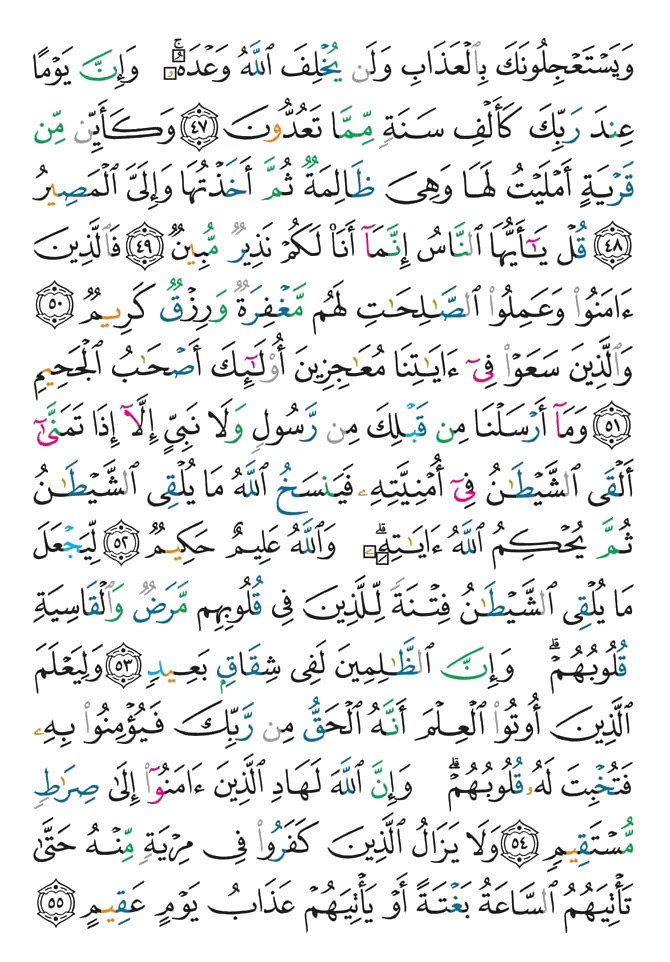 وَيَسْتَعْجِلُونَكَ بِٱلْعَذَابِ وَلَن يُخْلِفَ ٱللَّهُ وَعْدَهُۥۚ وَإِنَّ يَوْمًا
عِندَ رَبِّكَ كَأَلْفِ سَنَةٍ مِّمَّا تَعُدُّونَ ٤٧ وَكَأَيِّن مِّن
قَرْيَةٍ أَمْلَيْتُ لَهَا وَهِىَ ظَالِمَةٌ ثُمَّ أَخَذْتُهَا وَإِلَىَّ ٱلْمَصِيرُ
٤٨ قُلْ يَٰٓأَيُّهَا ٱلنَّاسُ إِنَّمَآ أَنَا۠ لَكُمْ نَذِيرٌ مُّبِينٌ ٤٩ فَٱلَّذِينَ
ءَامَنُوا۟ وَعَمِلُوا۟ ٱلصَّٰلِحَٰتِ لَهُم مَّغْفِرَةٌ وَرِزْقٌ كَرِيمٌ ٥٠
وَٱلَّذِينَ سَعَوْا۟ فِىٓ ءَايَٰتِنَا مُعَٰجِزِينَ أُو۟لَٰٓئِكَ أَصْحَٰبُ ٱلْجَحِيمِ
٥١ وَمَآ أَرْسَلْنَا مِن قَبْلِكَ مِن رَّسُولٍ وَلَا نَبِىٍّ إِلَّآ إِذَا تَمَنَّىٰٓ
أَلْقَى ٱلشَّيْطَٰنُ فِىٓ أُمْنِيَّتِهِۦ فَيَنسَخُ ٱللَّهُ مَا يُلْقِى ٱلشَّيْطَٰنُ
ثُمَّ يُحْكِمُ ٱللَّهُ ءَايَٰتِهِۦۗ وَٱللَّهُ عَلِيمٌ حَكِيمٌ ٥٢ لِّيَجْعَلَ
مَا يُلْقِى ٱلشَّيْطَٰنُ فِتْنَةً لِّلَّذِينَ فِى قُلُوبِهِم مَّرَضٌ وَٱلْقَاسِيَةِ
قُلُوبُهُمْۗ وَإِنَّ ٱلظَّٰلِمِينَ لَفِى شِقَاقٍۭ بَعِيدٍ ٥٣ وَلِيَعْلَمَ
ٱلَّذِينَ أُوتُوا۟ ٱلْعِلْمَ أَنَّهُ ٱلْحَقُّ مِن رَّبِّكَ فَيُؤْمِنُوا۟ بِهِۦ
فَتُخْبِتَ لَهُۥ قُلُوبُهُمْۗ وَإِنَّ ٱللَّهَ لَهَادِ ٱلَّذِينَ ءَامَنُوٓا۟ إِلَىٰ صِرَٰطٍ
مُّسْتَقِيمٍ ٥٤ وَلَا يَزَالُ ٱلَّذِينَ كَفَرُوا۟ فِى مِرْيَةٍ مِّنْهُ حَتَّىٰ
تَأْتِيَهُمُ ٱلسَّاعَةُ بَغْتَةً أَوْ يَأْتِيَهُمْ عَذَابُ يَوْمٍ عَقِيمٍ ٥٥